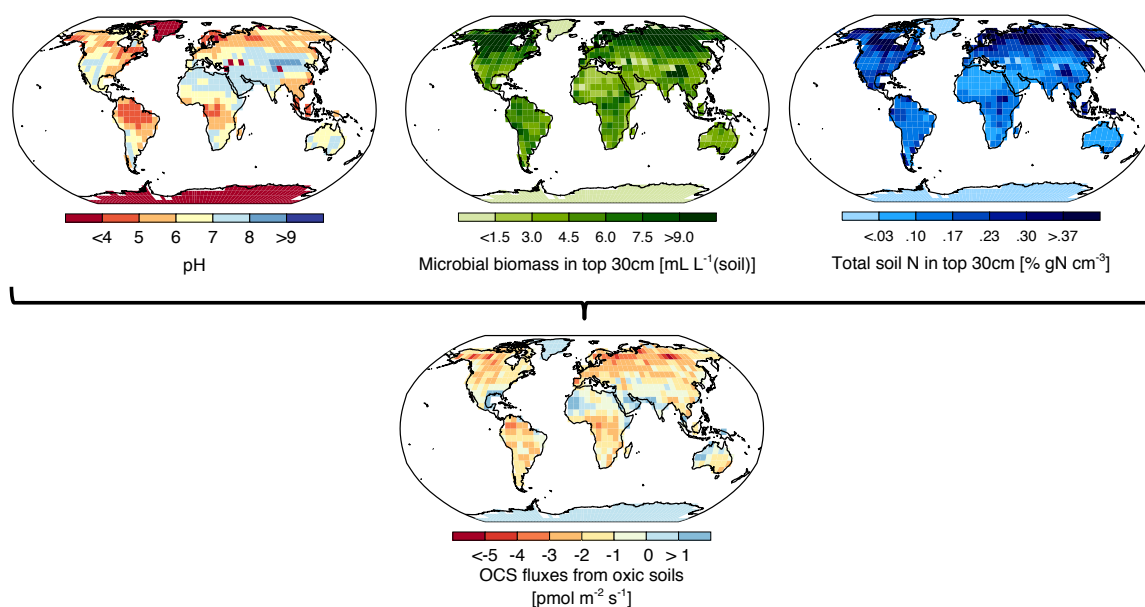 <4 5 6 7 8 >9
pH
<1.5 3.0 4.5 6.0 7.5 >9.0
Microbial biomass in top 30cm [mL L⁻¹(soil)]
<.03 .10 .17 .23 .30 >.37
Total soil N in top 30cm [% gN cm⁻³]
<-5 -4 -3 -2 -1 0 > 1
OCS fluxes from oxic soils
[pmol m⁻² s⁻¹]